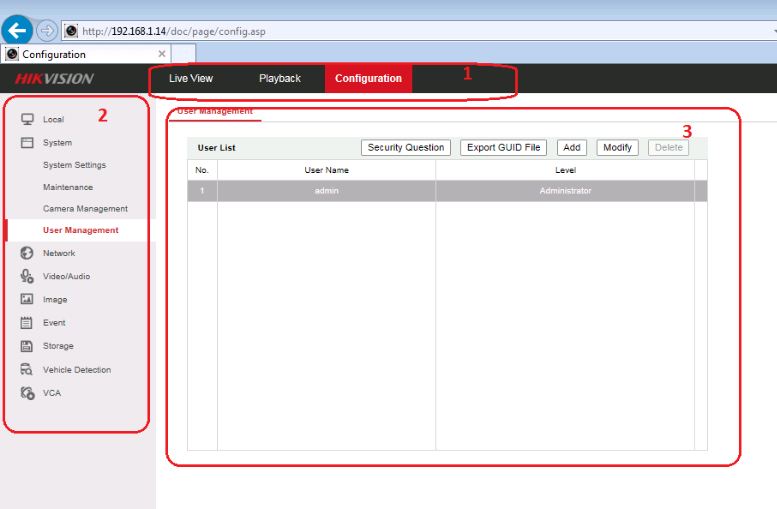 http://192.168.1.14/doc/page/config.asp
Configuration ×
HIKVISION Live View Playback Configuration 1
2
Local
System
System Settings
Maintenance
Camera Management
User Management
Network
Video/Audio
Image
Event
Storage
Vehicle Detection
VCA
User Management
3
User List Security Question Export GUID File Add Modify Delete
No. User Name Level
1 admin Administrator